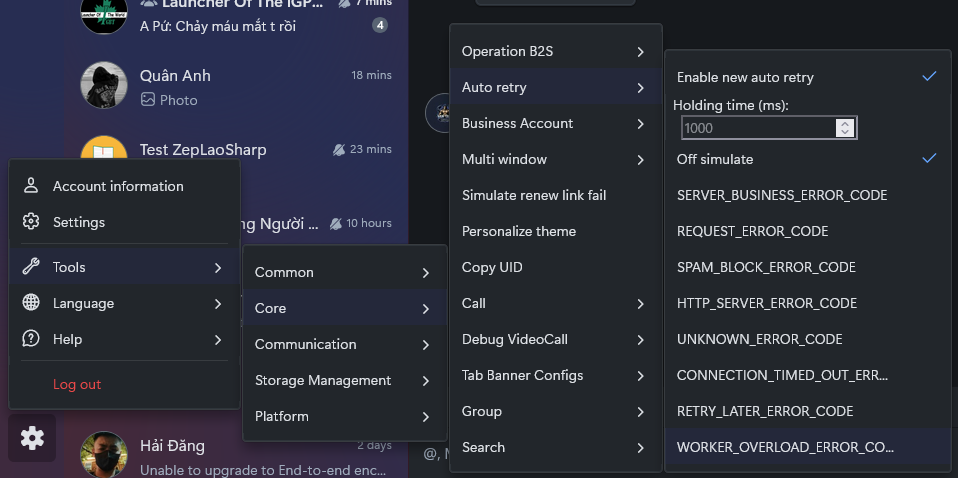 Launcher Of The IGP...
7 mins
A Pứ: Chảy máu mắt t rồi
4
Quân Anh
18 mins
Photo
Test ZepLaoSharp
23 mins
ng Người ...
10 hours
Hải Đăng
2 days
Unable to upgrade to End-to-end enc...
Account information
Settings
Tools
Language
Help
Log out
Common
Core
Communication
Storage Management
Platform
Operation B2S
Auto retry
Business Account
Multi window
Simulate renew link fail
Personalize theme
Copy UID
Call
Debug VideoCall
Tab Banner Configs
Group
Search
Enable new auto retry
Holding time (ms):
1000
Off simulate
SERVER_BUSINESS_ERROR_CODE
REQUEST_ERROR_CODE
SPAM_BLOCK_ERROR_CODE
HTTP_SERVER_ERROR_CODE
UNKNOWN_ERROR_CODE
CONNECTION_TIMED_OUT_ERR...
RETRY_LATER_ERROR_CODE
WORKER_OVERLOAD_ERROR_CO...